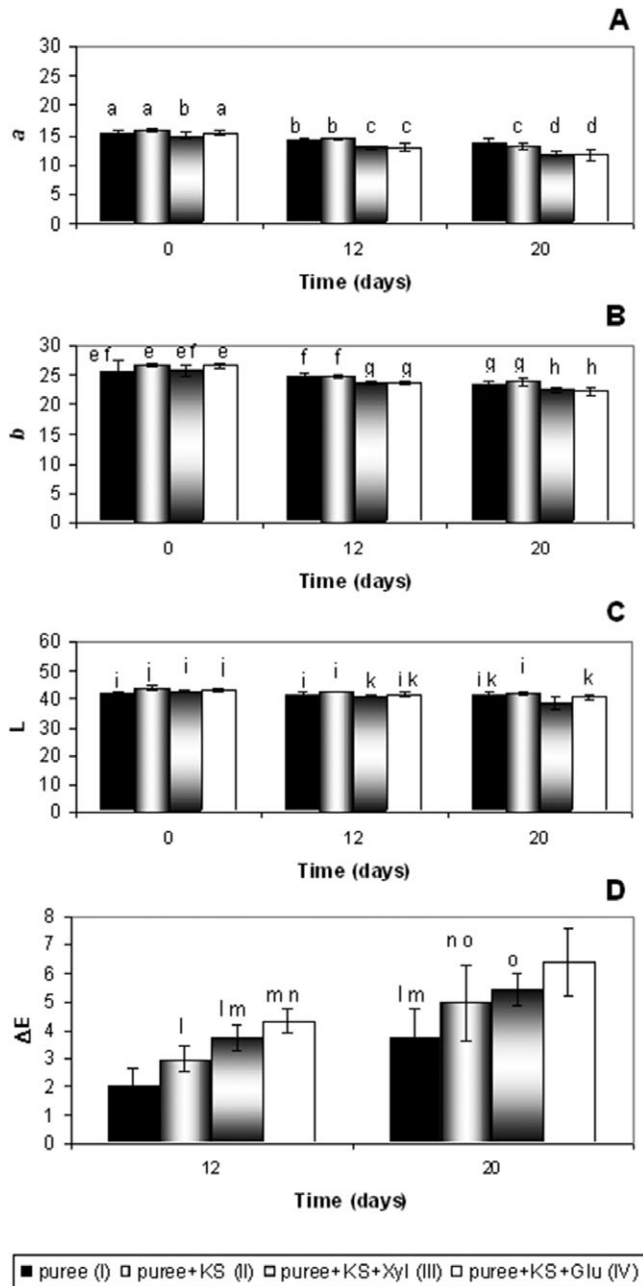 A
30
25
20
15
10
5
0
a
a a b a
b b c c
c d d
0 12 20
Time (days)
B
30
25
20
15
10
5
0
b
e f e e f e
f f g g
g g h h
0 12 20
Time (days)
C
60
50
40
30
20
10
0
L
i j i j
i i k i k
i k i k
0 12 20
Time (days)
D
8
7
6
5
4
3
2
1
0
ΔE
l l m m n
l m n o o
12 20
Time (days)
puree (I) puree+KS (II) puree+KS+Xyl (III) puree+KS+Glu (IV)